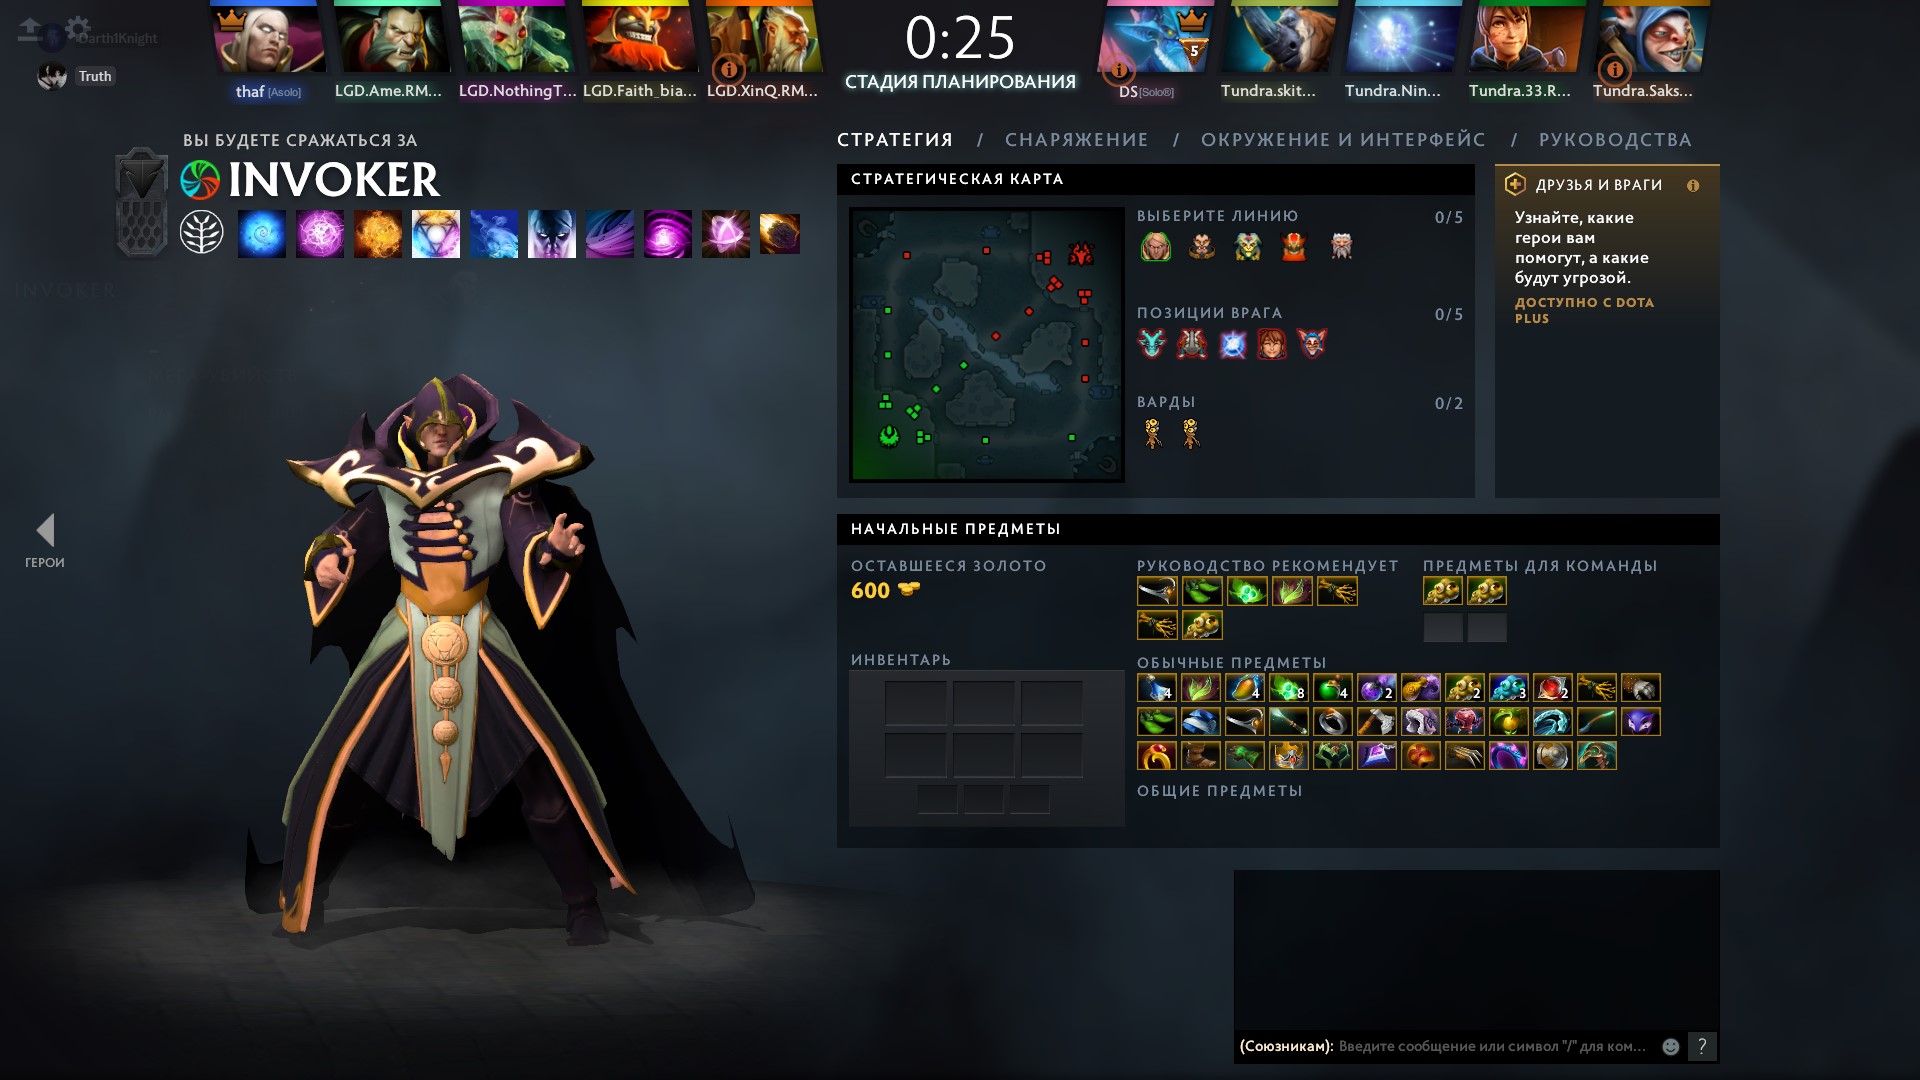 Darth1Knight
Truth
thaf [Asolo]
LGD.Ame.RM...
LGD.NothingT...
LGD.Faith_bia...
LGD.XinQ.RM...
0:25
СТАДИЯ ПЛАНИРОВАНИЯ
5
DS[Solo®]
Tundra.skit...
Tundra.Nin...
Tundra.33.R...
Tundra.Saks...
ВЫ БУДЕТЕ СРАЖАТЬСЯ ЗА
INVOKER
INVOKER
ГЕРОИ
СТРАТЕГИЯ / СНАРЯЖЕНИЕ / ОКРУЖЕНИЕ И ИНТЕРФЕЙС / РУКОВОДСТВА
СТРАТЕГИЧЕСКАЯ КАРТА
ВЫБЕРИТЕ ЛИНИЮ 0/5
ПОЗИЦИИ ВРАГА 0/5
ВАРДЫ 0/2
ДРУЗЬЯ И ВРАГИ
Узнайте, какие
герои вам
помогут, а какие
будут угрозой.
ДОСТУПНО С DOTA
PLUS
НАЧАЛЬНЫЕ ПРЕДМЕТЫ
ОСТАВШЕЕСЯ ЗОЛОТО
600
ИНВЕНТАРЬ
РУКОВОДСТВО РЕКОМЕНДУЕТ
ПРЕДМЕТЫ ДЛЯ КОМАНДЫ
ОБЫЧНЫЕ ПРЕДМЕТЫ
4 4 8 4 2 2 3 2
ОБЩИЕ ПРЕДМЕТЫ
(Союзникам): Введите сообщение или символ "/" для ком... ?